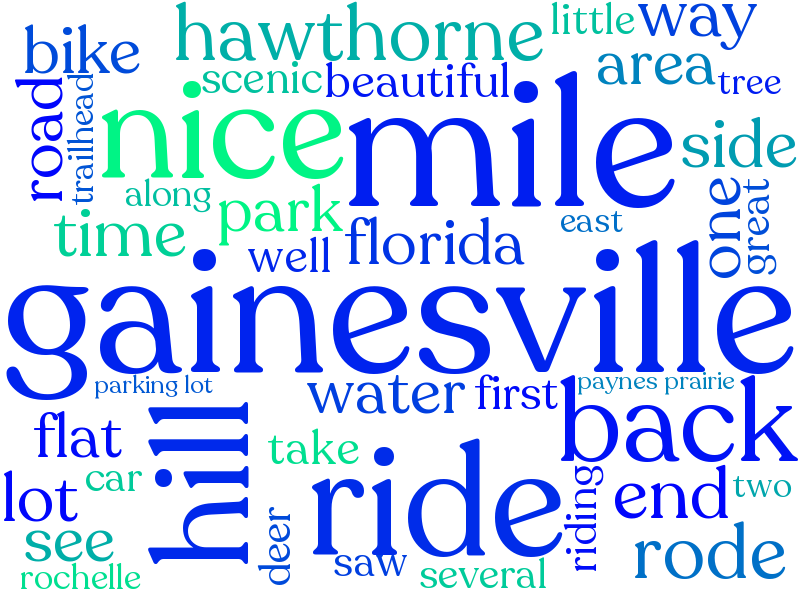 little
way
hawthorne
bike
scenic
beautiful
area
tree
road
trailhead
nice
mile
side
along
park
one
great
time
east
florida
well
gainesville
parking lot
paynes prairie
water
first
back
flat
hill
take
ride
lot
car
end
two
see
deer
riding
rode
saw
several
rochelle